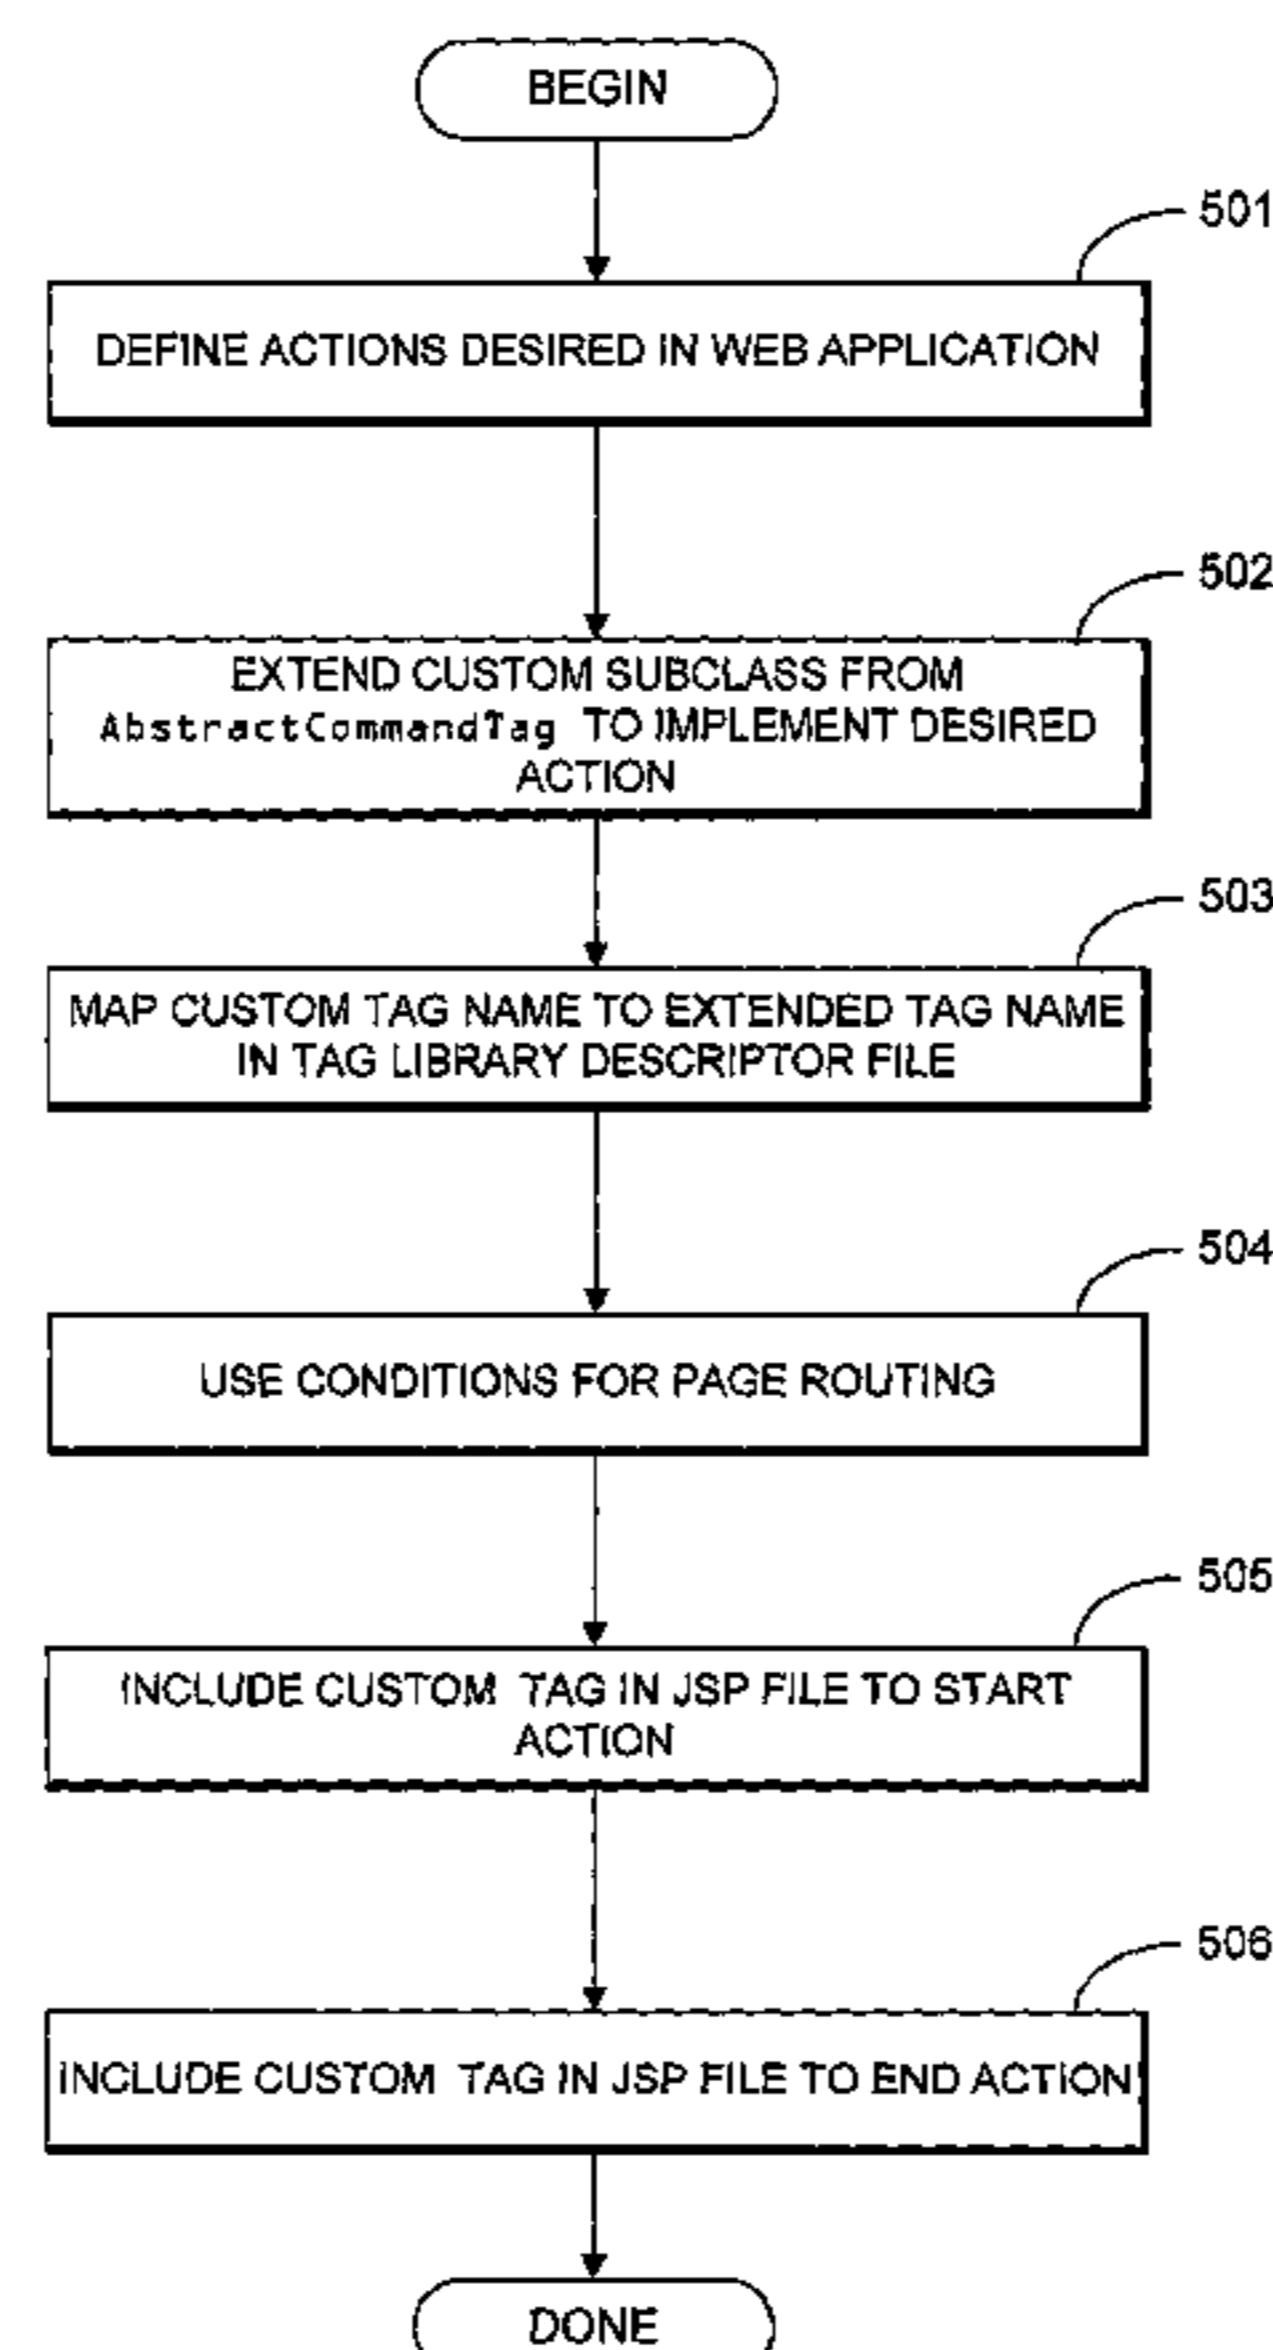 BEGIN
501
DEFINE ACTIONS DESIRED IN WEB APPLICATION
502
EXTEND CUSTOM SUBCLASS FROM
AbstractCommandTag TO IMPLEMENT DESIRED
ACTION
503
MAP CUSTOM TAG NAME TO EXTENDED TAG NAME
IN TAG LIBRARY DESCRIPTOR FILE
504
USE CONDITIONS FOR PAGE ROUTING
505
INCLUDE CUSTOM TAG IN JSP FILE TO START
ACTION
506
INCLUDE CUSTOM TAG IN JSP FILE TO END ACTION
DONE